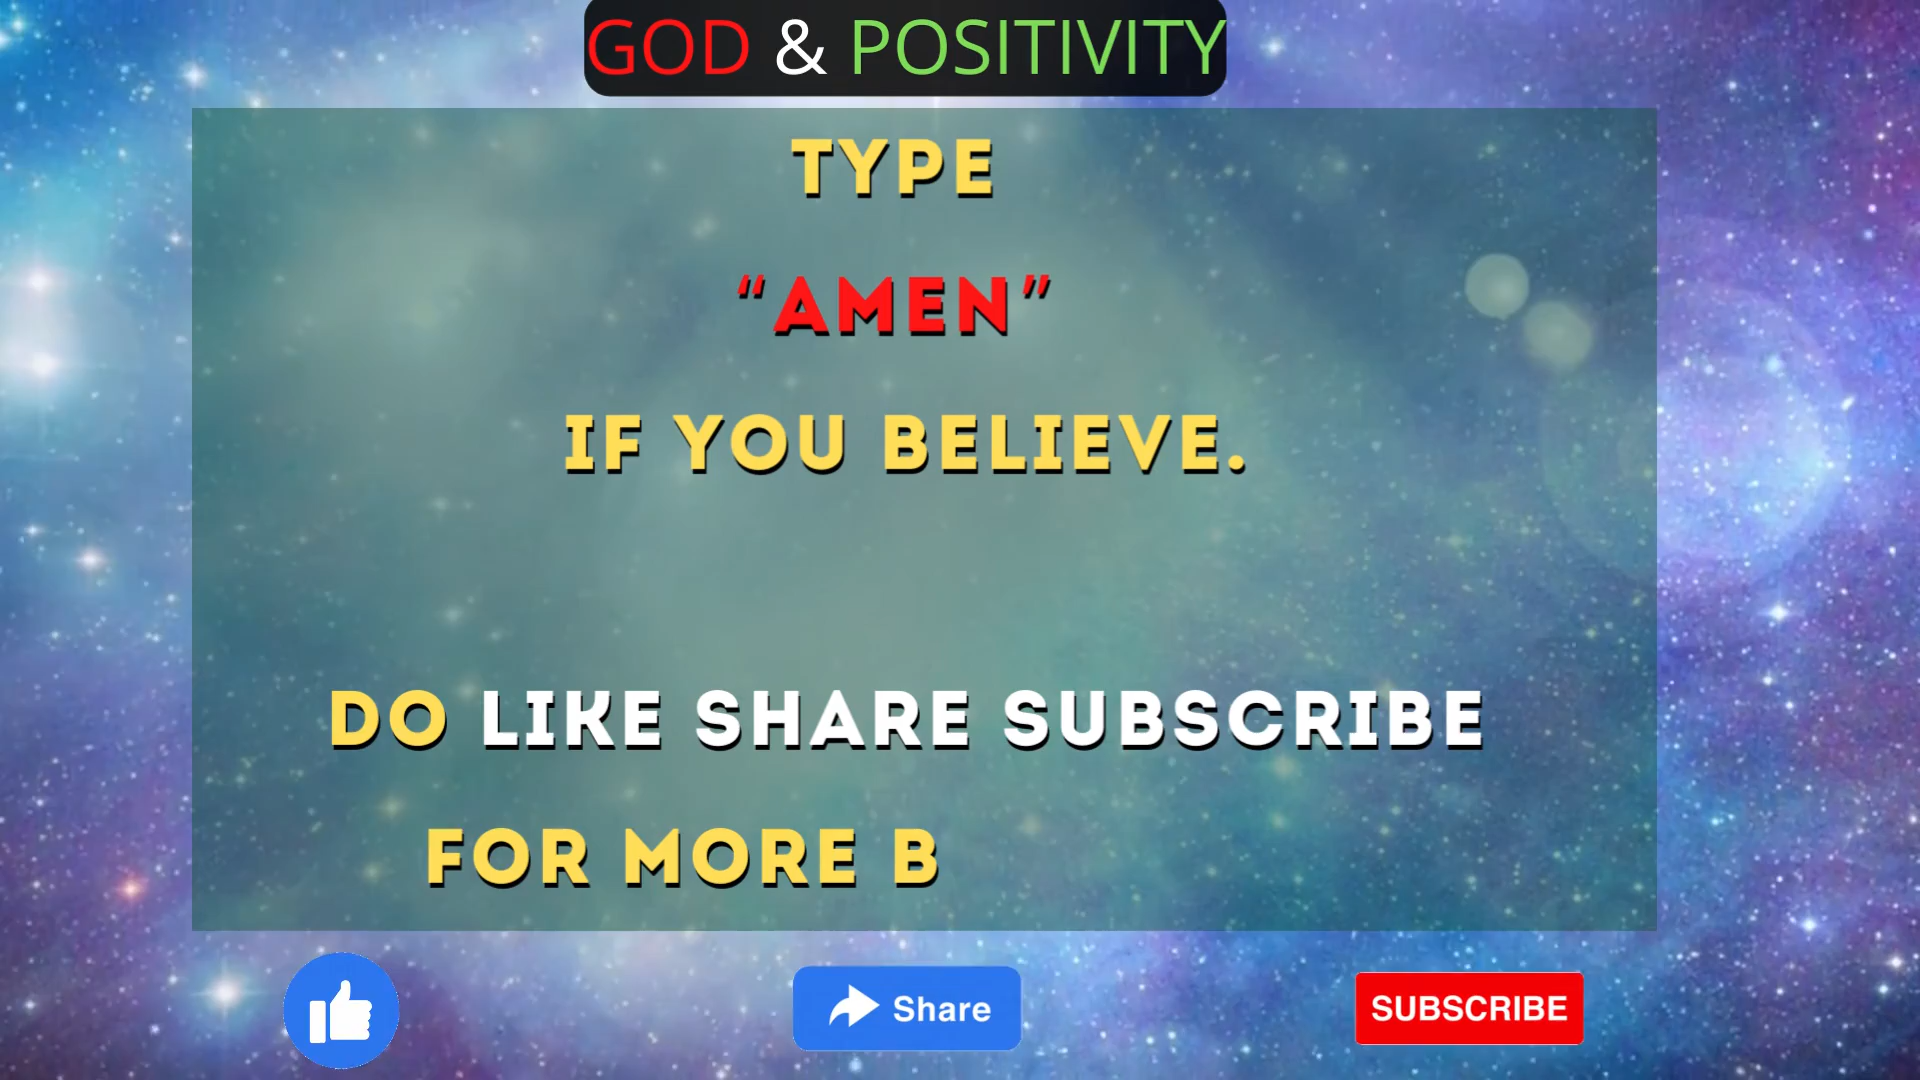 GOD & POSITIVITY
TYPE
“AMEN”
IF YOU BELIEVE.
DO LIKE SHARE SUBSCRIBE
FOR MORE B
Share
SUBSCRIBE